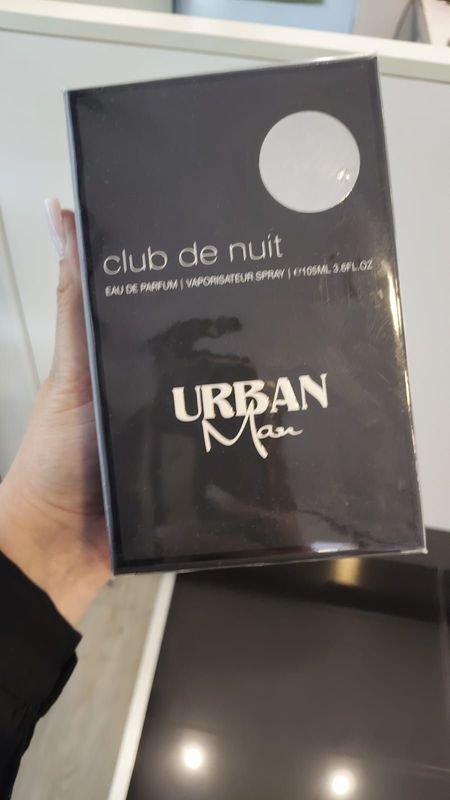 club de nuit
EAU DE PARFUM | VAPORISATEUR SPRAY | e105ML 3.6FL.OZ
URBAN
Man